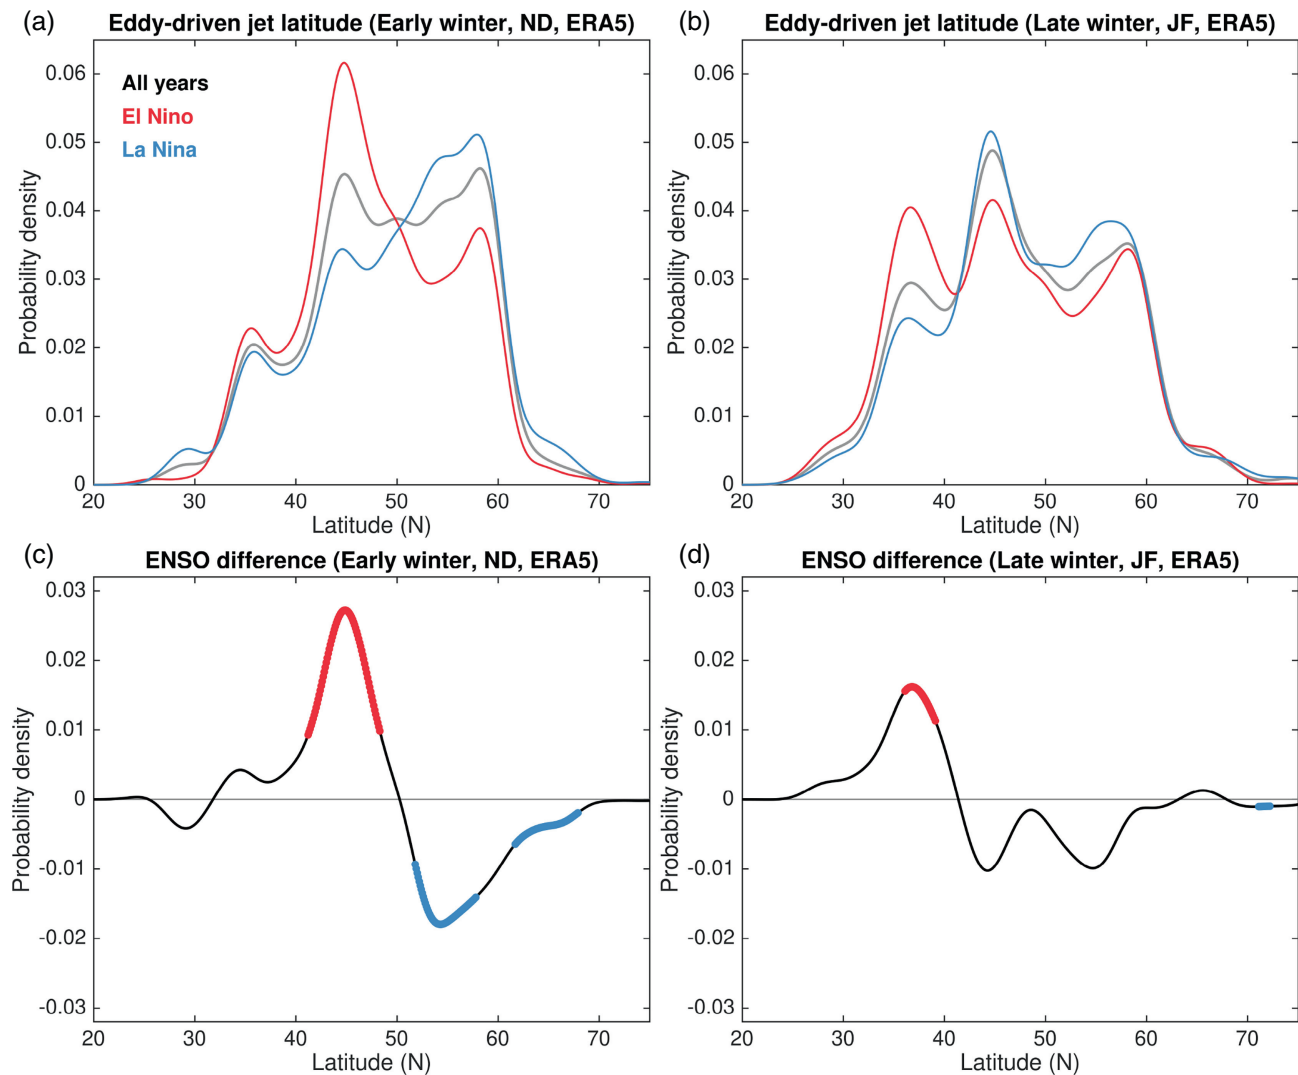 (a) Eddy-driven jet latitude (Early winter, ND, ERA5)
Probability density
0.06
0.05
0.04
0.03
0.02
0.01
0
All years
El Nino
La Nina
20 30 40 50 60 70
Latitude (N)
(b) Eddy-driven jet latitude (Late winter, JF, ERA5)
Probability density
0.06
0.05
0.04
0.03
0.02
0.01
0
20 30 40 50 60 70
Latitude (N)
(c) ENSO difference (Early winter, ND, ERA5)
Probability density
0.03
0.02
0.01
0
-0.01
-0.02
-0.03
20 30 40 50 60 70
Latitude (N)
(d) ENSO difference (Late winter, JF, ERA5)
Probability density
0.03
0.02
0.01
0
-0.01
-0.02
-0.03
20 30 40 50 60 70
Latitude (N)